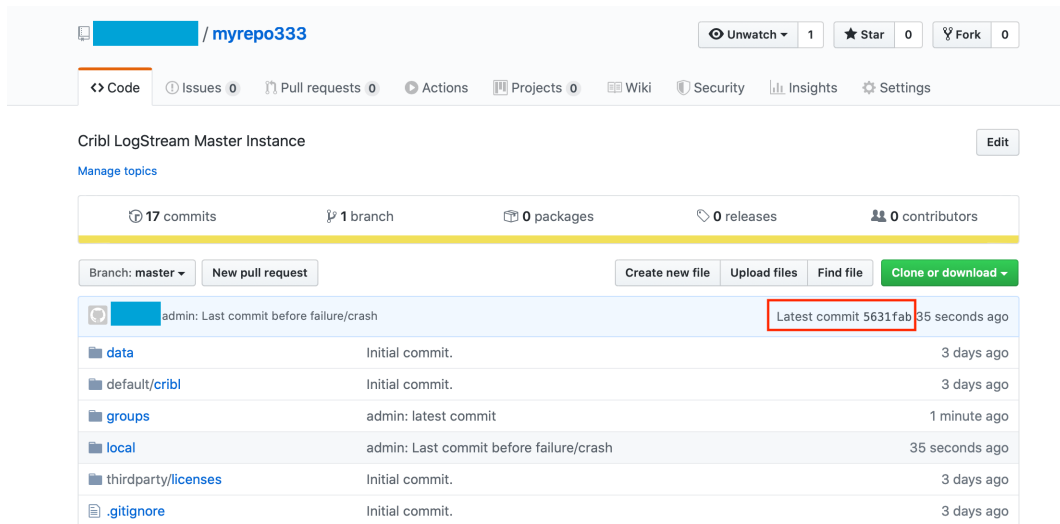 / myrepo333
Unwatch 1 Star 0 Fork 0
Code Issues 0 Pull requests 0 Actions Projects 0 Wiki Security Insights Settings
Cribl LogStream Master Instance
Edit
Manage topics
17 commits 1 branch 0 packages 0 releases 0 contributors
Branch: master New pull request Create new file Upload files Find file Clone or download
admin: Last commit before failure/crash Latest commit 5631fab 35 seconds ago
data Initial commit. 3 days ago
default/cribl Initial commit. 3 days ago
groups admin: latest commit 1 minute ago
local admin: Last commit before failure/crash 35 seconds ago
thirdparty/licenses Initial commit. 3 days ago
.gitignore Initial commit. 3 days ago